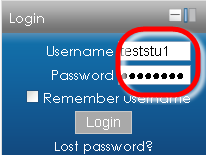 Login
Username teststu1
Password ●●●●●●●●
Remember username
Login
Lost password?